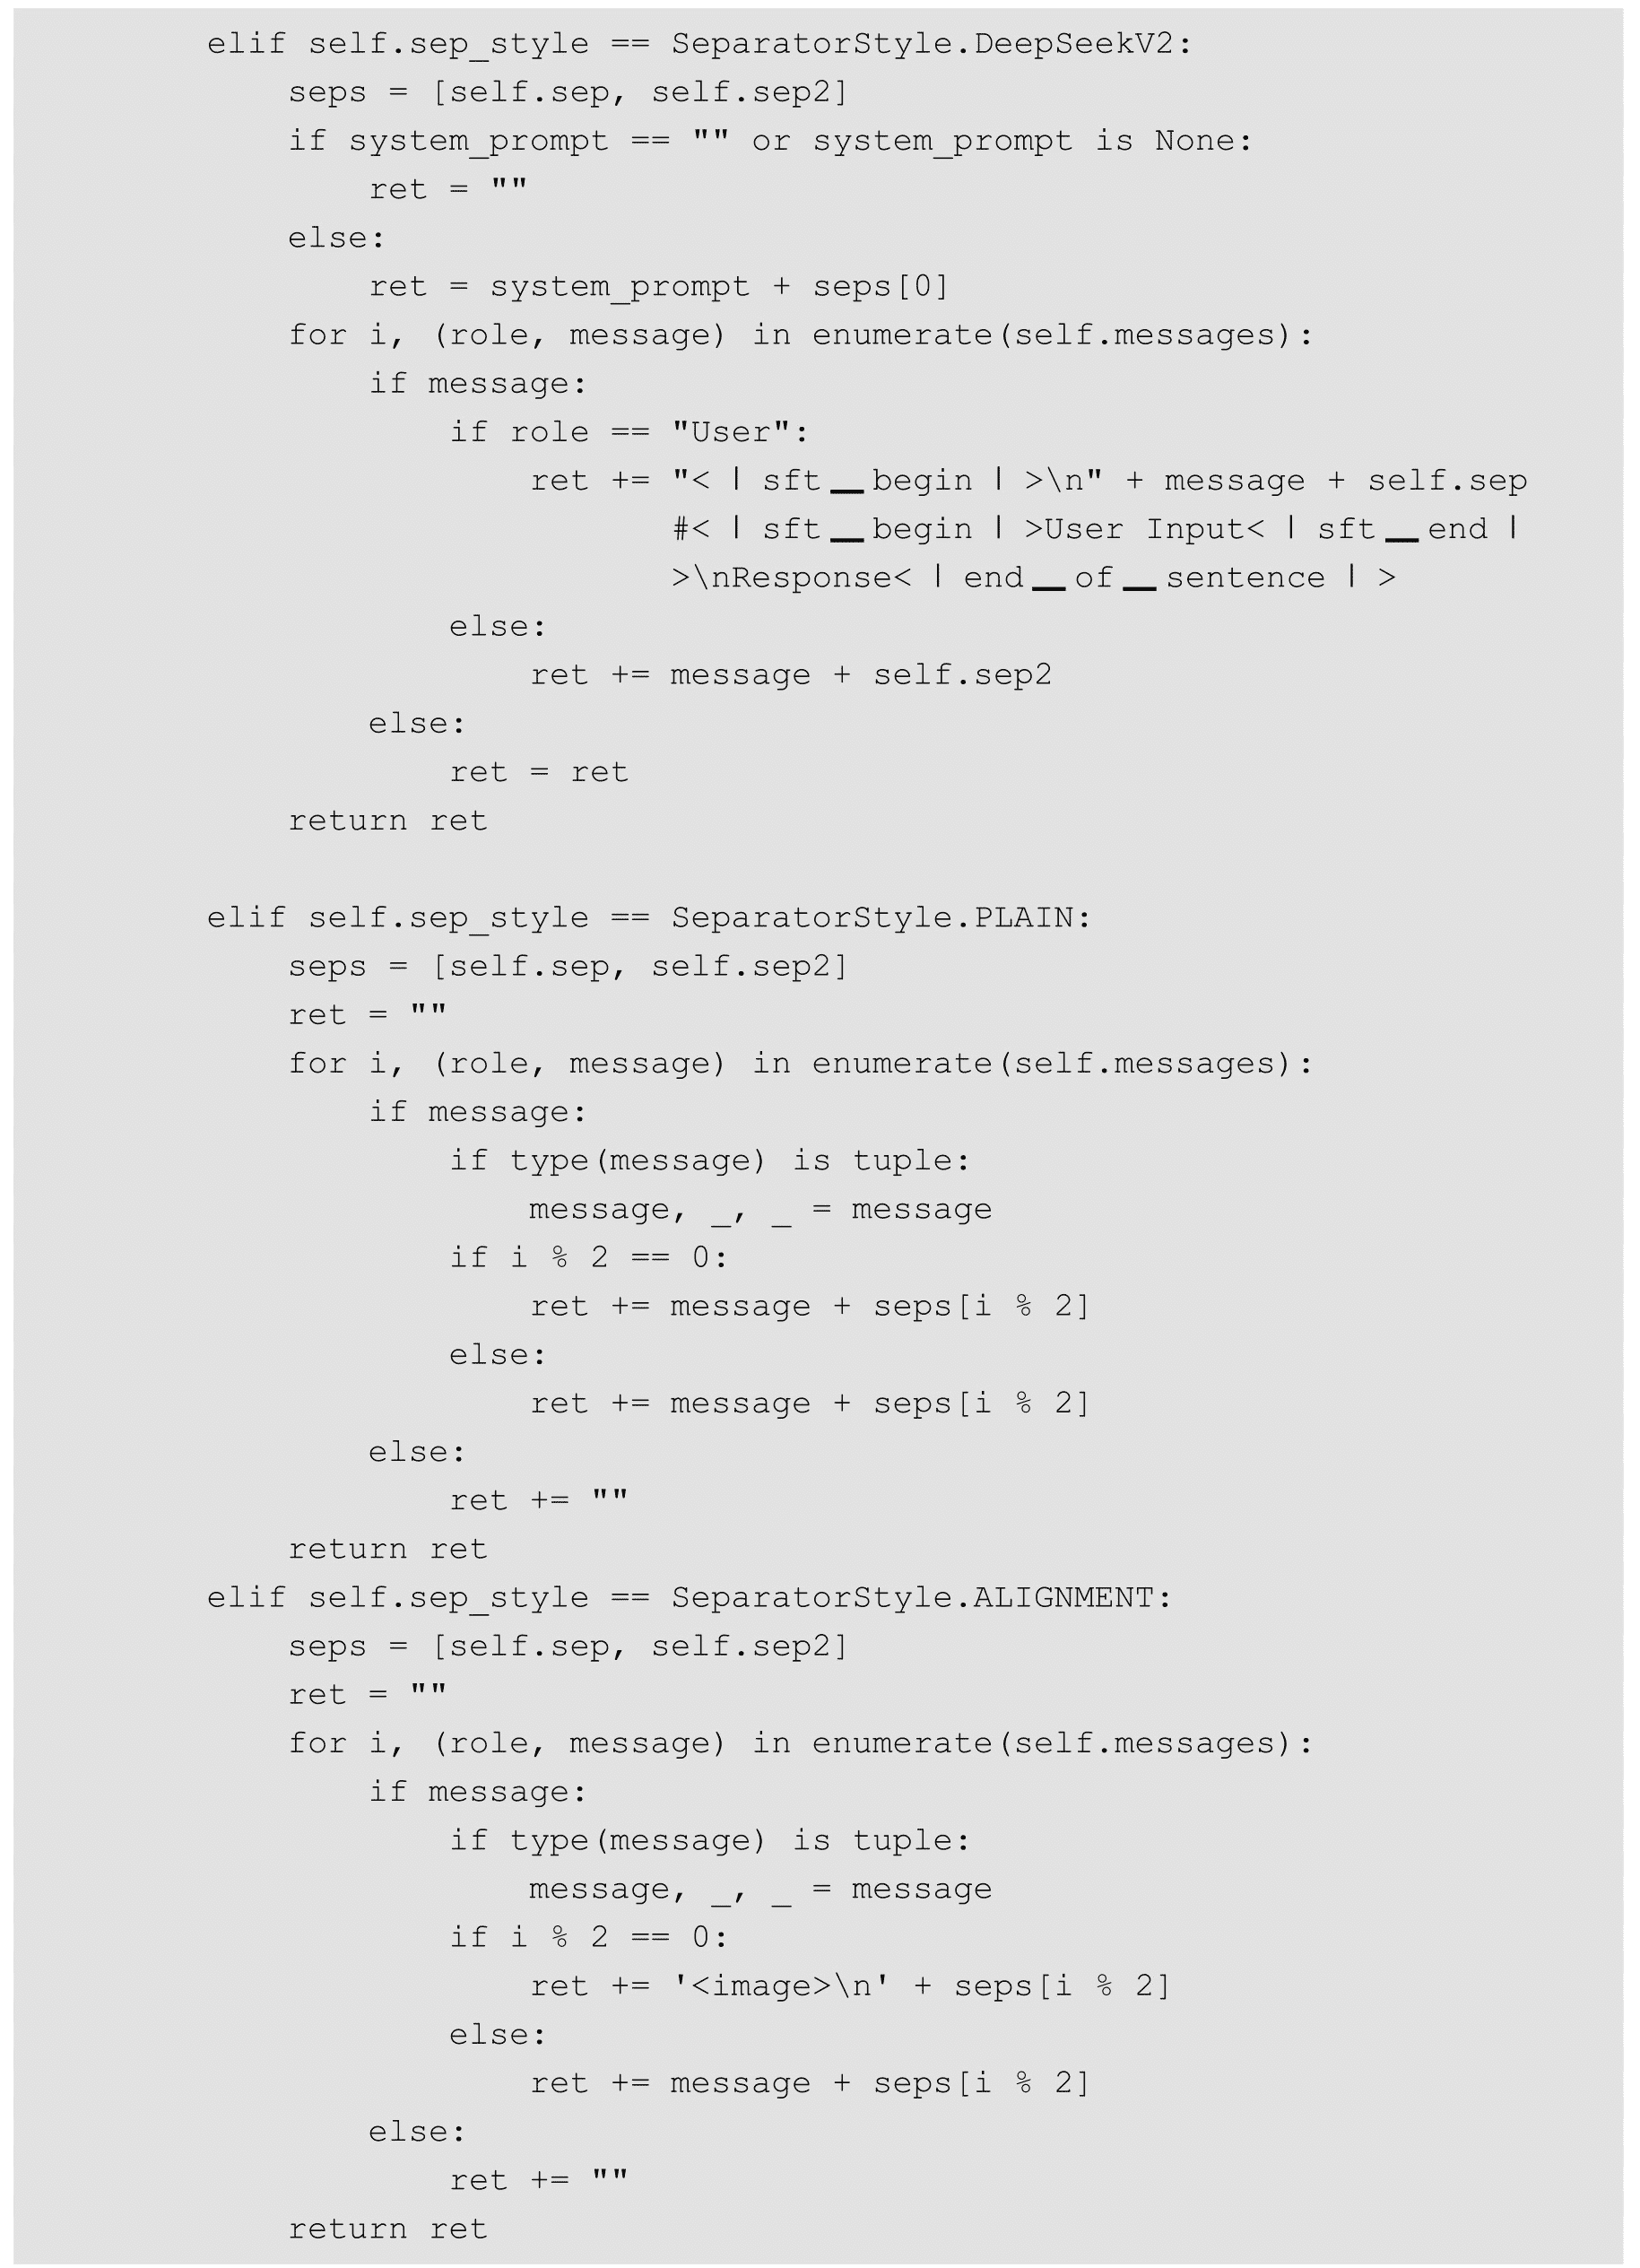 elif self.sep_style == SeparatorStyle.DeepSeekV2:
    seps = [self.sep, self.sep2]
    if system_prompt == "" or system_prompt is None:
        ret = ""
    else:
        ret = system_prompt + seps[0]
    for i, (role, message) in enumerate(self.messages):
        if message:
            if role == "User":
                ret += "<｜sft▁begin｜>\n" + message + self.sep
                       #<｜sft▁begin｜>User Input<｜sft▁end｜
                       >\nResponse<｜end▁of▁sentence｜>
            else:
                ret += message + self.sep2
        else:
            ret = ret
    return ret

elif self.sep_style == SeparatorStyle.PLAIN:
    seps = [self.sep, self.sep2]
    ret = ""
    for i, (role, message) in enumerate(self.messages):
        if message:
            if type(message) is tuple:
                message, _, _ = message
            if i % 2 == 0:
                ret += message + seps[i % 2]
            else:
                ret += message + seps[i % 2]
        else:
            ret += ""
    return ret
elif self.sep_style == SeparatorStyle.ALIGNMENT:
    seps = [self.sep, self.sep2]
    ret = ""
    for i, (role, message) in enumerate(self.messages):
        if message:
            if type(message) is tuple:
                message, _, _ = message
            if i % 2 == 0:
                ret += '<image>\n' + seps[i % 2]
            else:
                ret += message + seps[i % 2]
        else:
            ret += ""
    return ret